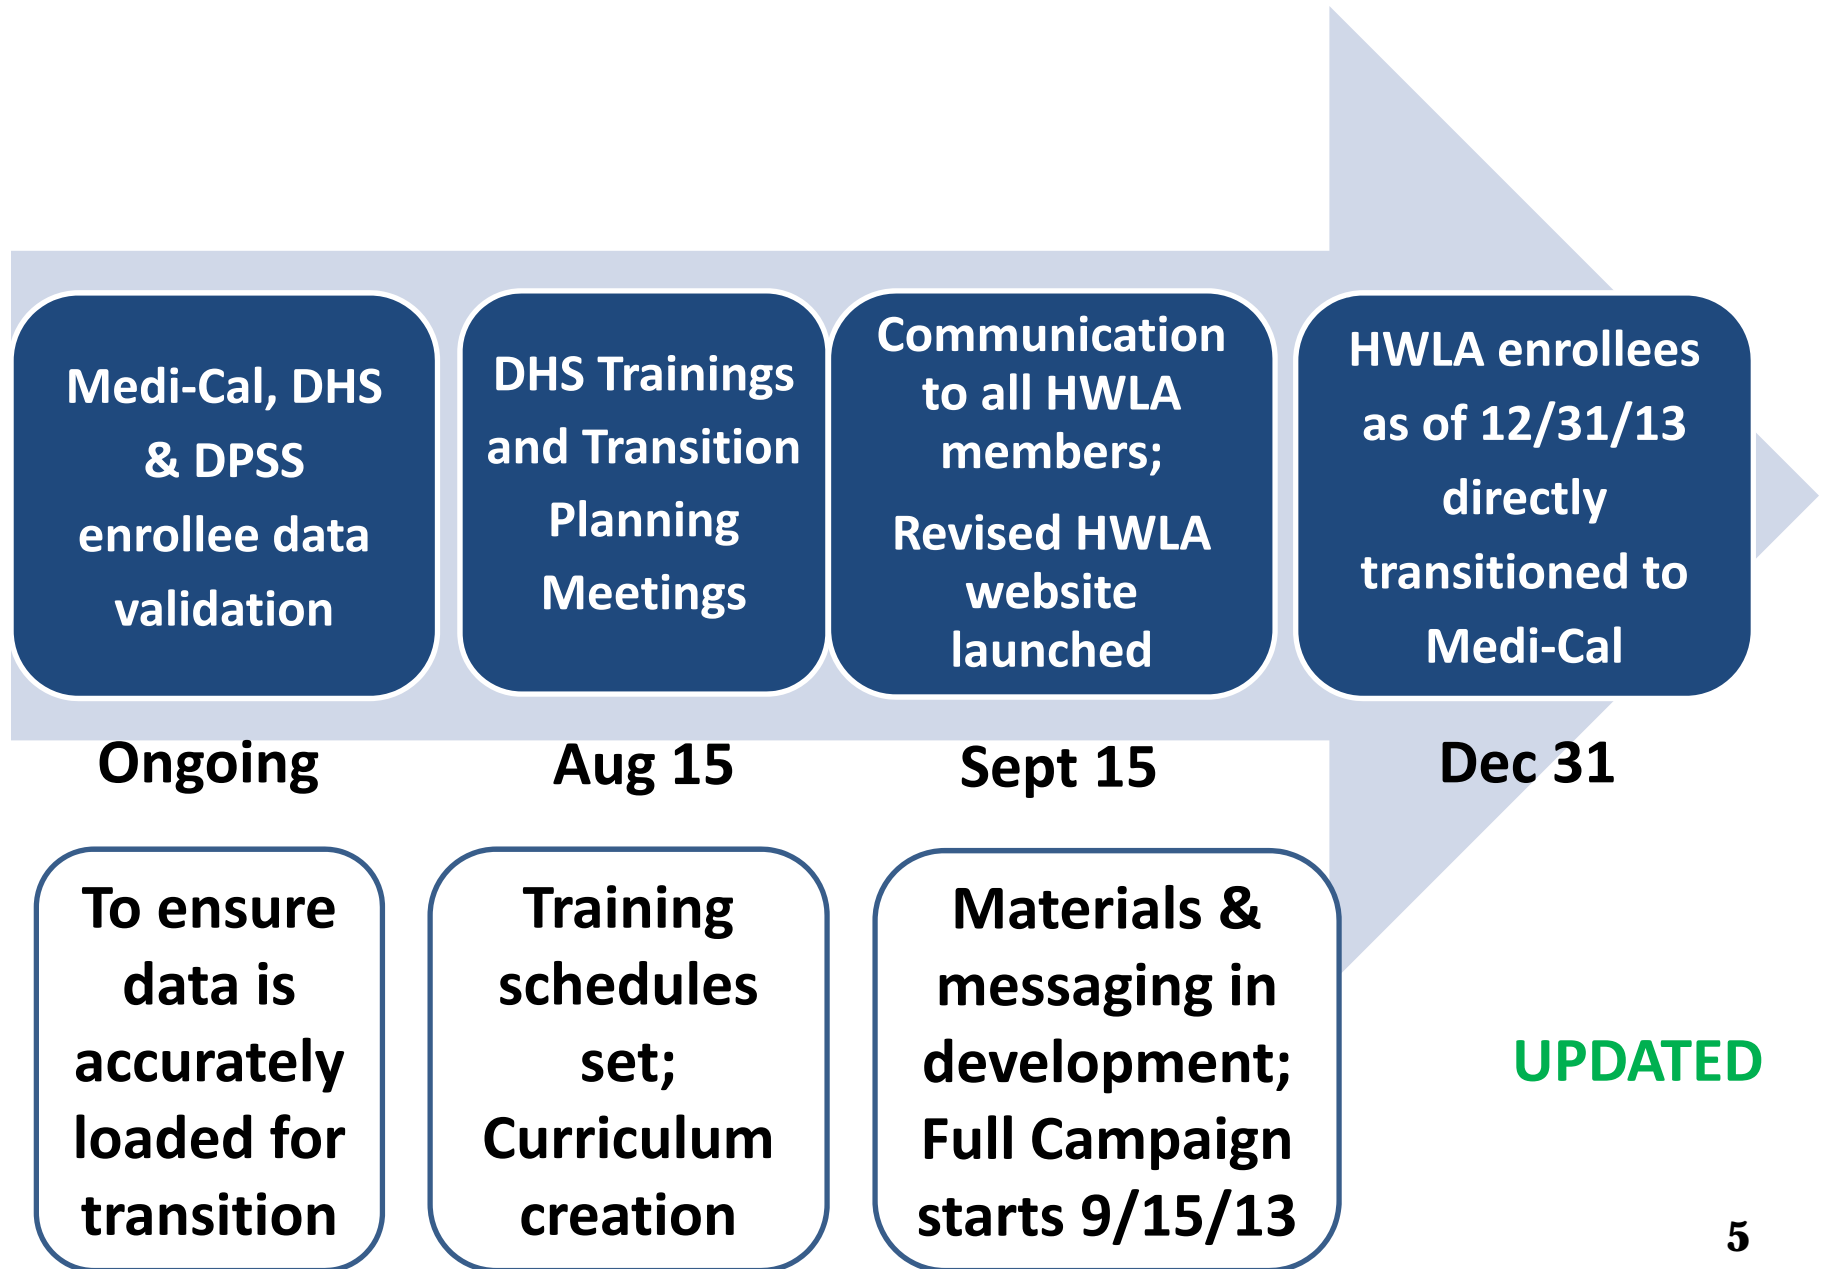 Medi-Cal, DHS
& DPSS
enrollee data
validation
DHS Trainings
and Transition
Planning
Meetings
Communication
to all HWLA
members;
Revised HWLA
website
launched
HWLA enrollees
as of 12/31/13
directly
transitioned to
Medi-Cal
Ongoing
Aug 15
Sept 15
Dec 31
To ensure
data is
accurately
loaded for
transition
Training
schedules
set;
Curriculum
creation
Materials &
messaging in
development;
Full Campaign
starts 9/15/13
UPDATED
5